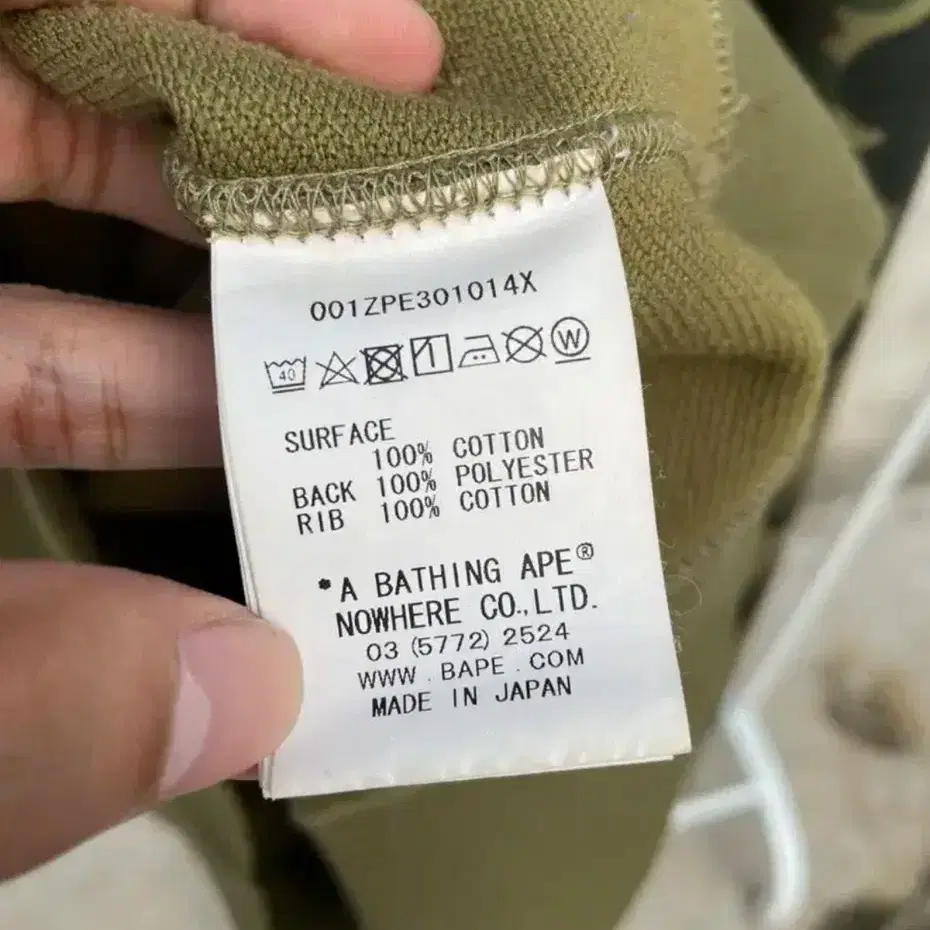 001ZPE301014X
40 W
SURFACE
100% COTTON
BACK 100% POLYESTER
RIB 100% COTTON
*A BATHING APE®
NOWHERE CO.,LTD.
03 (5772) 2524
WWW . BAPE . COM
MADE IN JAPAN